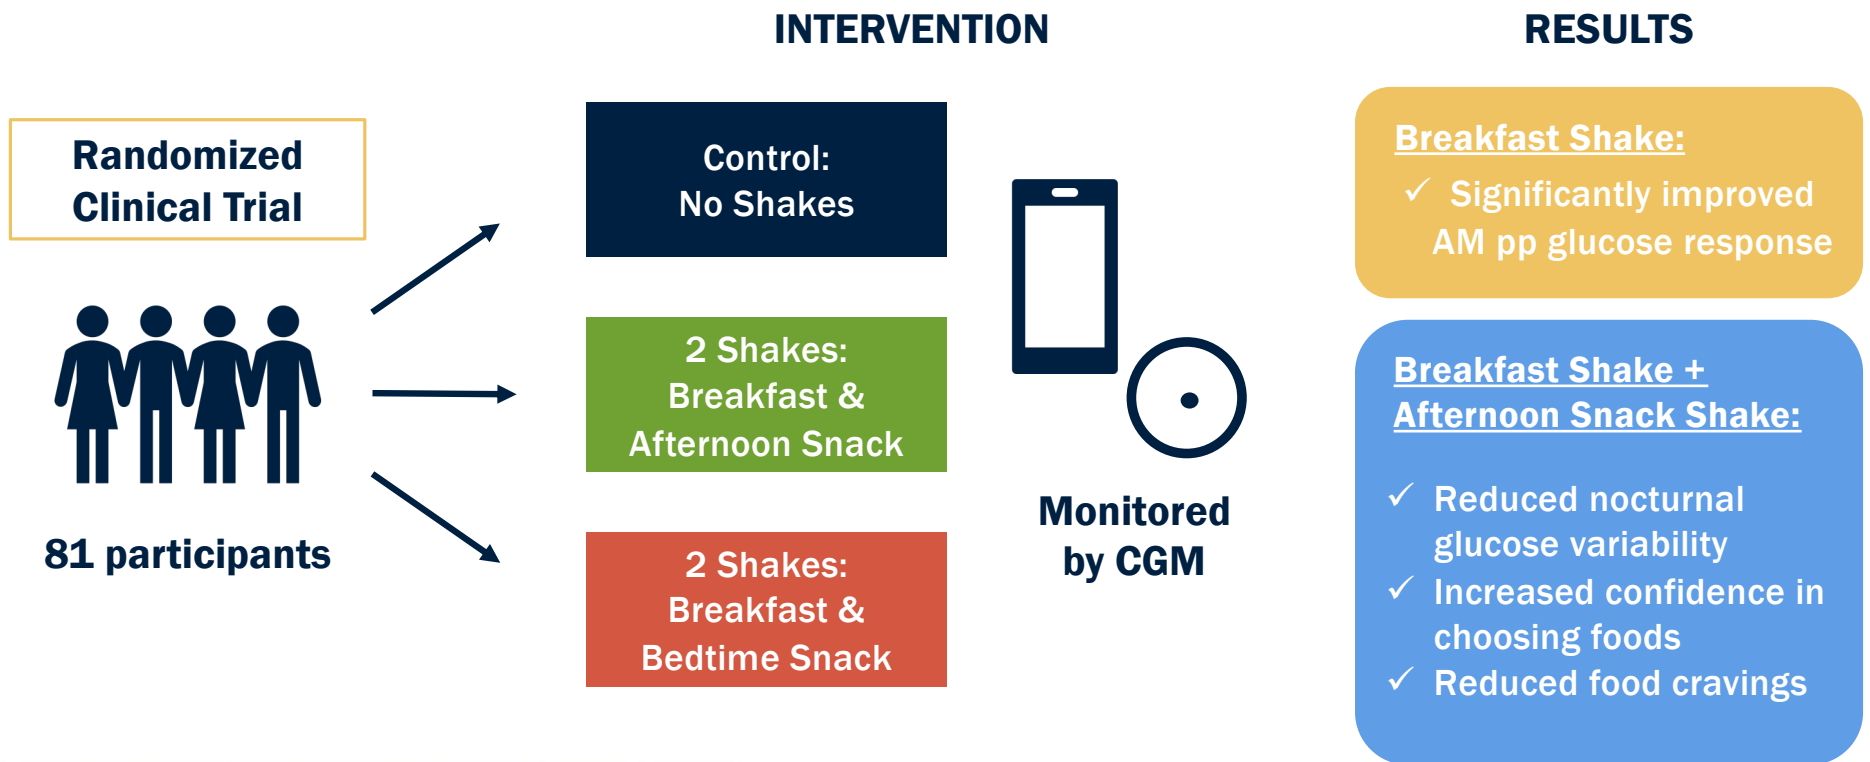 INTERVENTION
RESULTS
Randomized
Clinical Trial
81 participants
Control:
No Shakes
2 Shakes:
Breakfast &
Afternoon Snack
2 Shakes:
Breakfast &
Bedtime Snack
Monitored
by CGM
Breakfast Shake:
✓ Significantly improved
AM pp glucose response
Breakfast Shake +
Afternoon Snack Shake:
✓ Reduced nocturnal
glucose variability
✓ Increased confidence in
choosing foods
✓ Reduced food cravings